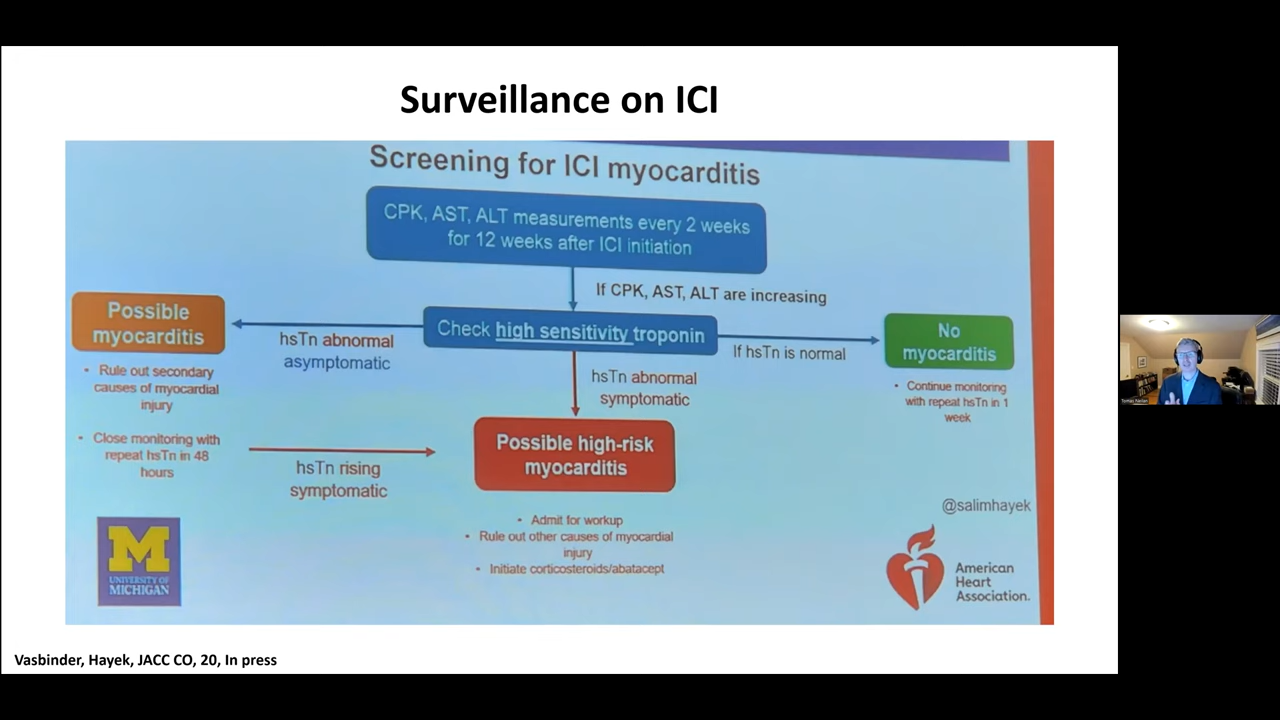 Surveillance on ICI
Screening for ICI myocarditis
CPK, AST, ALT measurements every 2 weeks
for 12 weeks after ICI initiation
If CPK, AST, ALT are increasing
Possible
myocarditis
hsTn abnormal
asymptomatic
Check high sensitivity troponin
If hsTn is normal
No
myocarditis
• Rule out secondary
causes of myocardial
injury
• Close monitoring with
repeat hsTn in 48
hours
hsTn abnormal
symptomatic
• Continue monitoring
with repeat hsTn in 1
week
hsTn rising
symptomatic
Possible high-risk
myocarditis
• Admit for workup
• Rule out other causes of myocardial
injury
• Initiate corticosteroids/abatacept
@salimhayek
M
UNIVERSITY OF
MICHIGAN
American
Heart
Association.
Vasbinder, Hayek, JACC CO, 20, In press